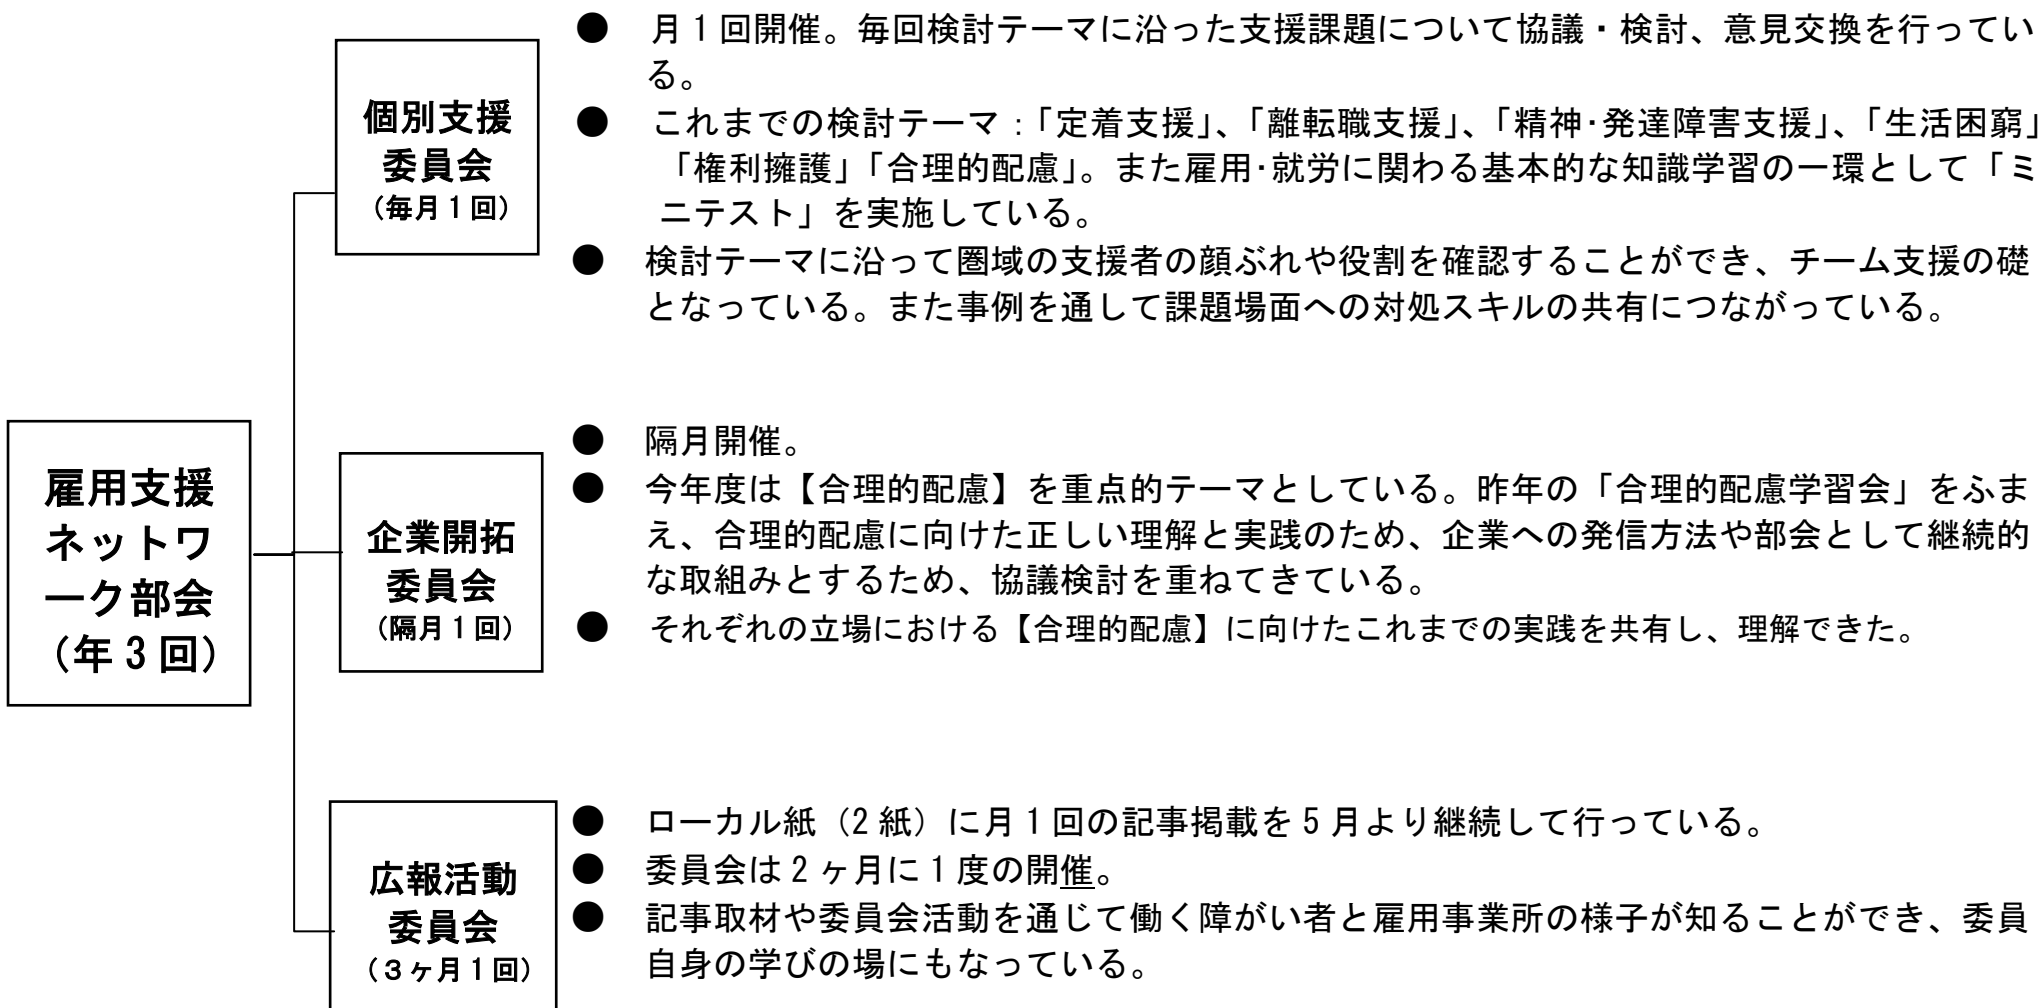 個別支援
委員会
（毎月1回）
● 月1回開催。毎回検討テーマに沿った支援課題について協議・検討、意見交換を行ってい
る。
● これまでの検討テーマ：「定着支援」、「離転職支援」、「精神･発達障害支援」、「生活困窮」
「権利擁護」「合理的配慮」。また雇用･就労に関わる基本的な知識学習の一環として「ミ
ニテスト」を実施している。
● 検討テーマに沿って圏域の支援者の顔ぶれや役割を確認することができ、チーム支援の礎
となっている。また事例を通して課題場面への対処スキルの共有につながっている。
雇用支援
ネットワ
ーク部会
（年3回）
企業開拓
委員会
（隔月1回）
● 隔月開催。
● 今年度は【合理的配慮】を重点的テーマとしている。昨年の「合理的配慮学習会」をふま
え、合理的配慮に向けた正しい理解と実践のため、企業への発信方法や部会として継続的
な取組みとするため、協議検討を重ねてきている。
● それぞれの立場における【合理的配慮】に向けたこれまでの実践を共有し、理解できた。
広報活動
委員会
（３ヶ月1回）
● ローカル紙（2紙）に月1回の記事掲載を5月より継続して行っている。
● 委員会は2ヶ月に1度の開催。
● 記事取材や委員会活動を通じて働く障がい者と雇用事業所の様子が知ることができ、委員
自身の学びの場にもなっている。